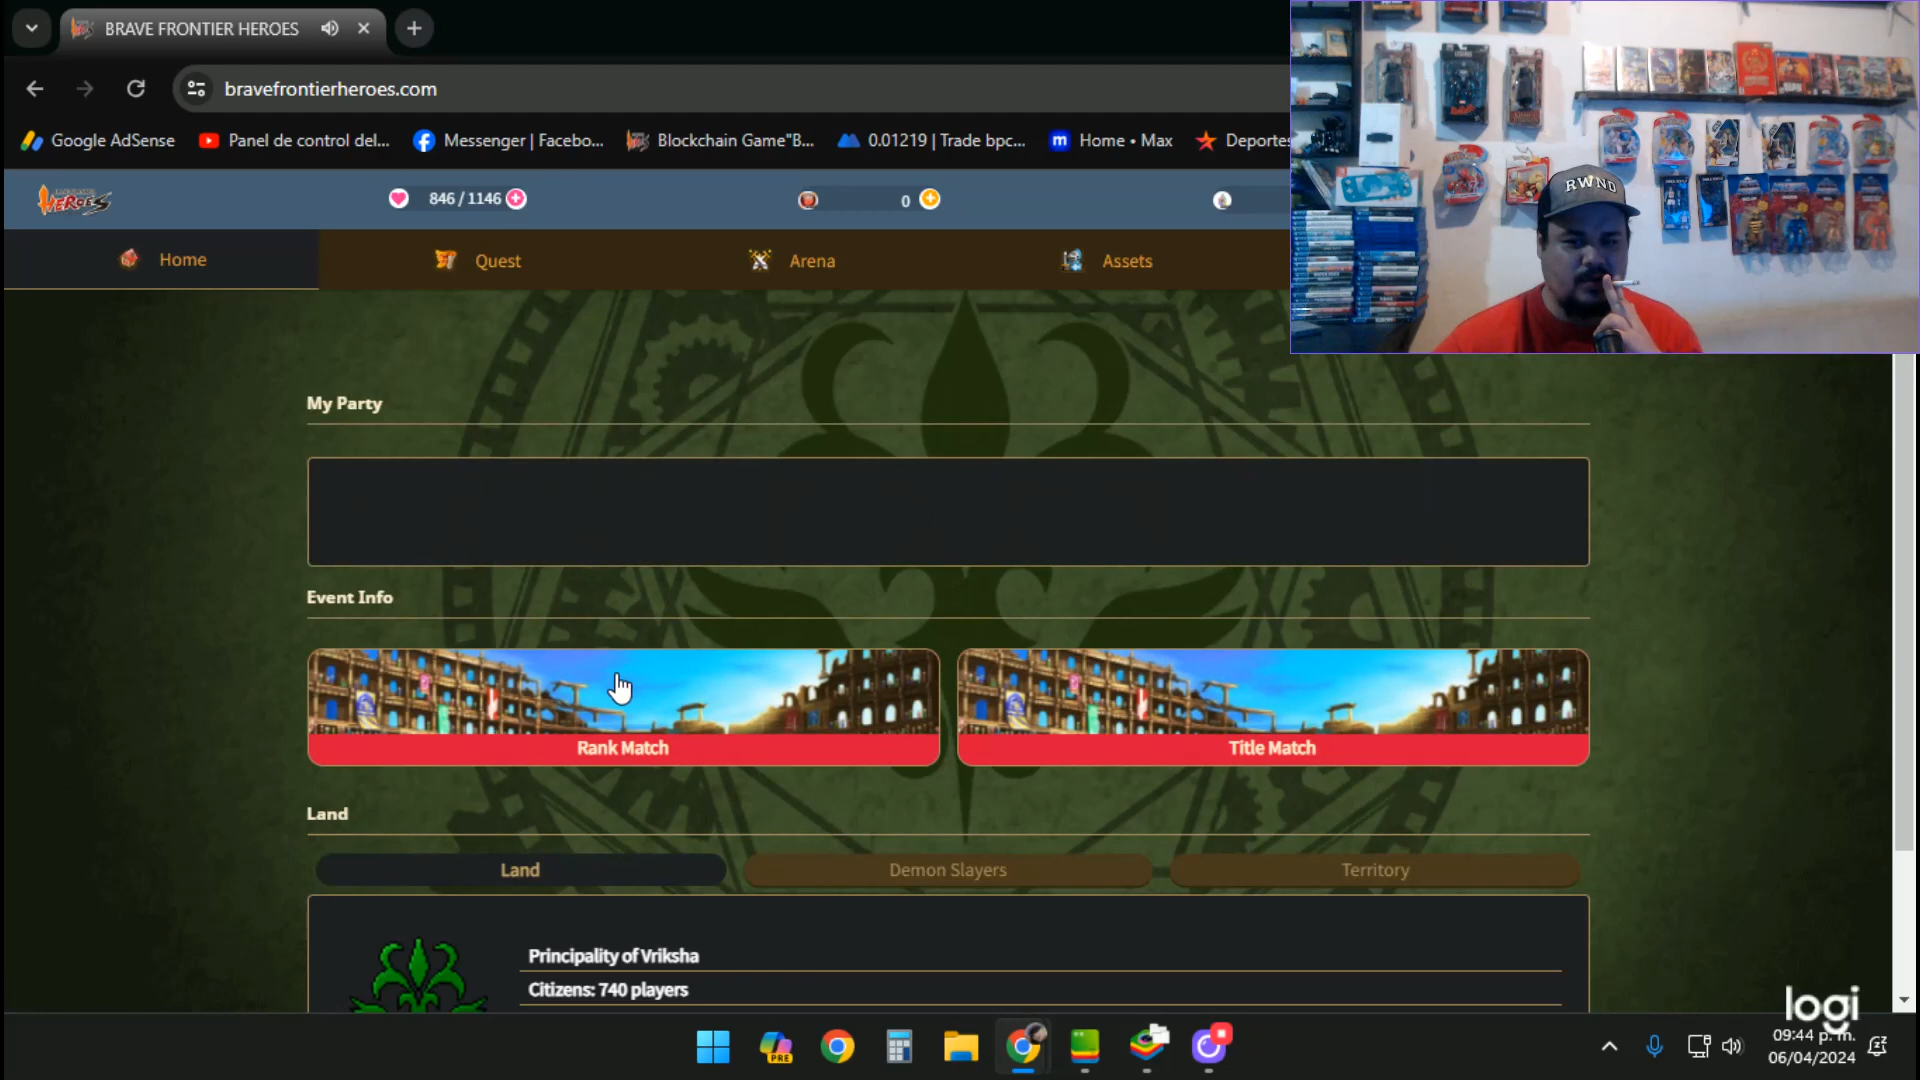 BRAVE FRONTIER HEROES
bravefrontierheroes.com
Google AdSense
Panel de control del...
Messenger | Facebo...
Blockchain Game"B...
0.01219 | Trade bpc...
Home • Max
Deportes
HEROES
846 / 1146
0
Home
Quest
Arena
Assets
RWND
My Party
Event Info
Rank Match
Title Match
Land
Land
Demon Slayers
Territory
Principality of Vriksha
Citizens: 740 players
logi
PRE
09:44 p. m.
06/04/2024